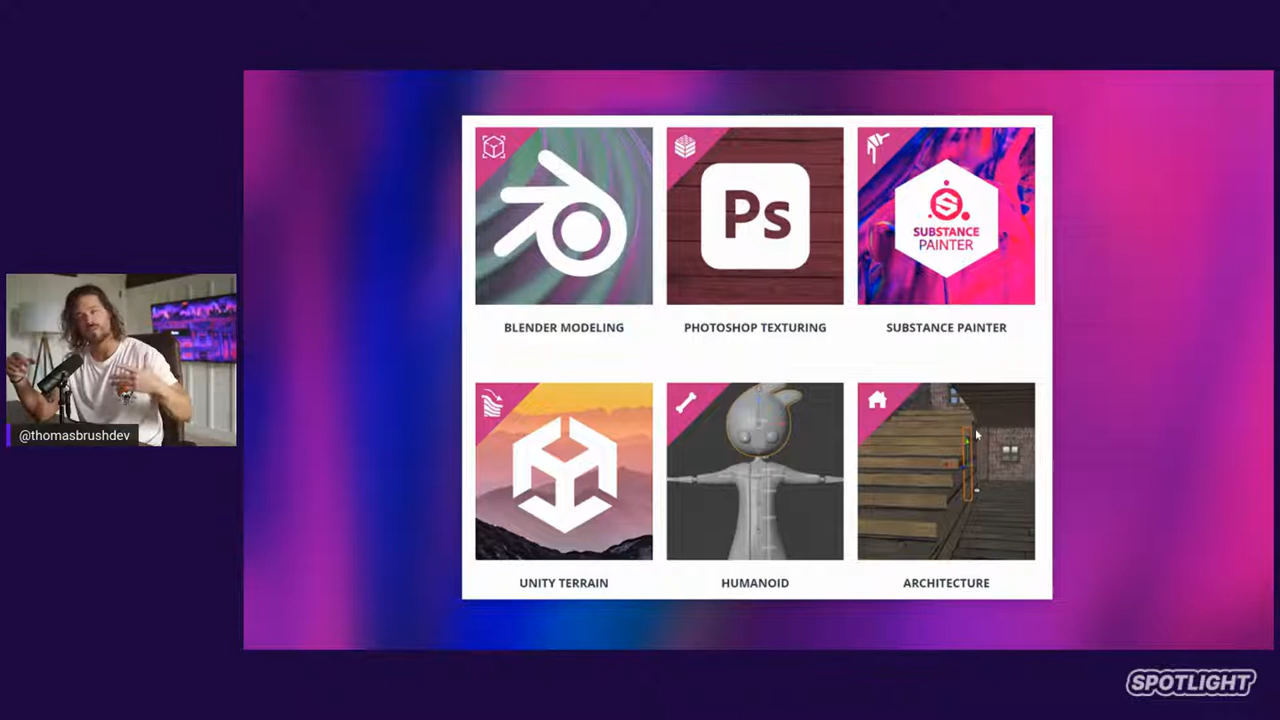 Ps
SUBSTANCE
PAINTER
BLENDER MODELING
PHOTOSHOP TEXTURING
SUBSTANCE PAINTER
@thomasbrushdev
UNITY TERRAIN
HUMANOID
ARCHITECTURE
SPOTLIGHT